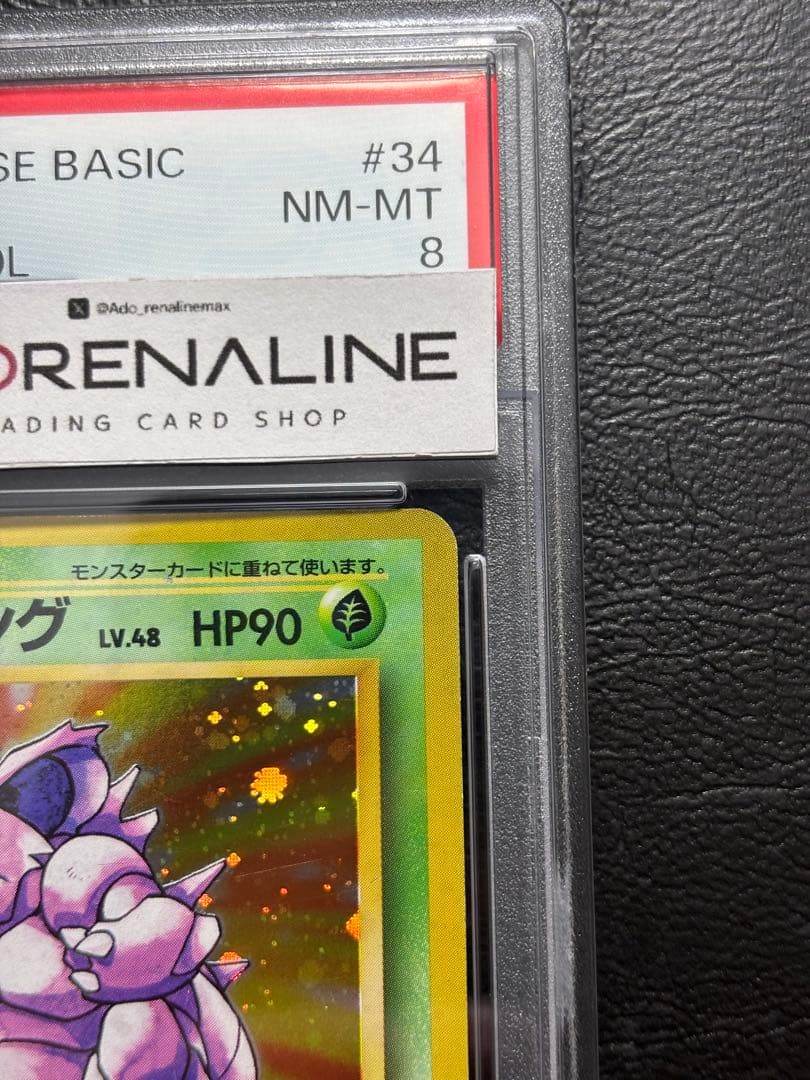 SE BASIC #34
NM-MT
OL 8
@Ado_renalinemax
DRENALINE
ADING CARD SHOP
モンスターカードに重ねて使います。
ング LV.48 HP90